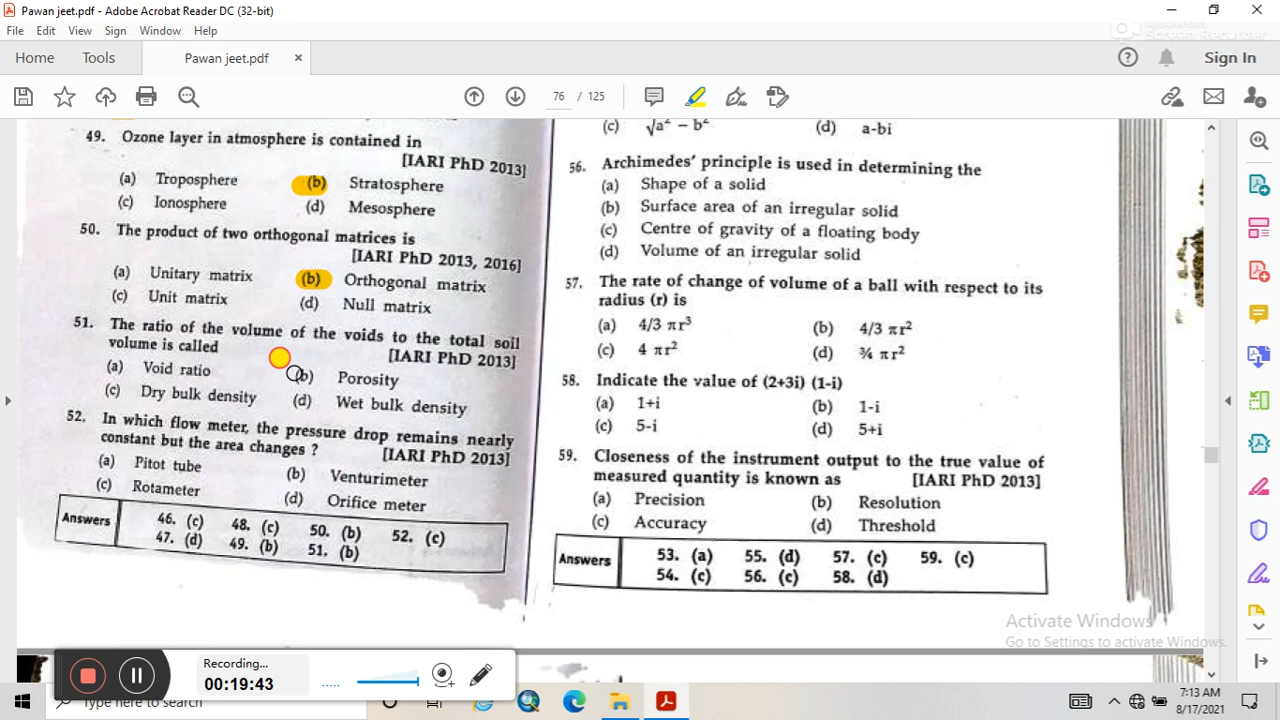 Pawan jeet.pdf - Adobe Acrobat Reader DC (32-bit)
File Edit View Sign Window Help
Home Tools Pawan jeet.pdf × Sign In
Screen Recorder
76 / 125
49. Ozone layer in atmosphere is contained in
[IARI PhD 2013]
(a) Troposphere (b) Stratosphere
(c) Ionosphere (d) Mesosphere
50. The product of two orthogonal matrices is
[IARI PhD 2013, 2016]
(a) Unitary matrix (b) Orthogonal matrix
(c) Unit matrix (d) Null matrix
51. The ratio of the volume of the voids to the total soil
volume is called [IARI PhD 2013]
(a) Void ratio (b) Porosity
(c) Dry bulk density (d) Wet bulk density
52. In which flow meter, the pressure drop remains nearly
constant but the area changes ? [IARI PhD 2013]
(a) Pitot tube (b) Venturimeter
(c) Rotameter (d) Orifice meter
Answers 46. (c) 48. (c) 50. (b) 52. (c)
47. (d) 49. (b) 51. (b)
(c) √a² − b² (d) a-bi
56. Archimedes' principle is used in determining the
(a) Shape of a solid
(b) Surface area of an irregular solid
(c) Centre of gravity of a floating body
(d) Volume of an irregular solid
57. The rate of change of volume of a ball with respect to its
radius (r) is
(a) 4/3 πr³ (b) 4/3 πr²
(c) 4 πr² (d) ¾ πr²
58. Indicate the value of (2+3i) (1-i)
(a) 1+i (b) 1-i
(c) 5-i (d) 5+i
59. Closeness of the instrument output to the true value of
measured quantity is known as [IARI PhD 2013]
(a) Precision (b) Resolution
(c) Accuracy (d) Threshold
Answers 53. (a) 55. (d) 57. (c) 59. (c)
54. (c) 56. (c) 58. (d)
Activate Windows
Go to Settings to activate Windows.
Recording...
00:19:43
Type here to search
7:13 AM
8/17/2021